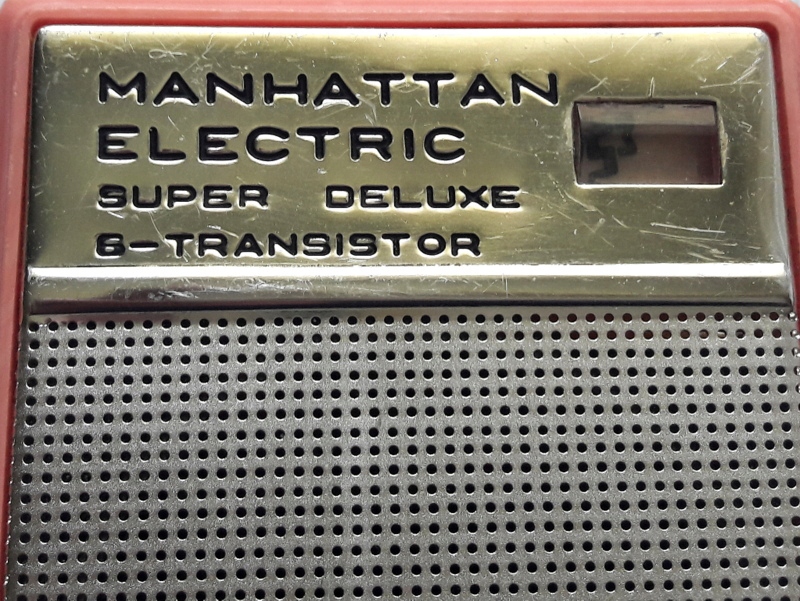 MANHATTAN
ELECTRIC
SUPER DELUXE
6-TRANSISTOR